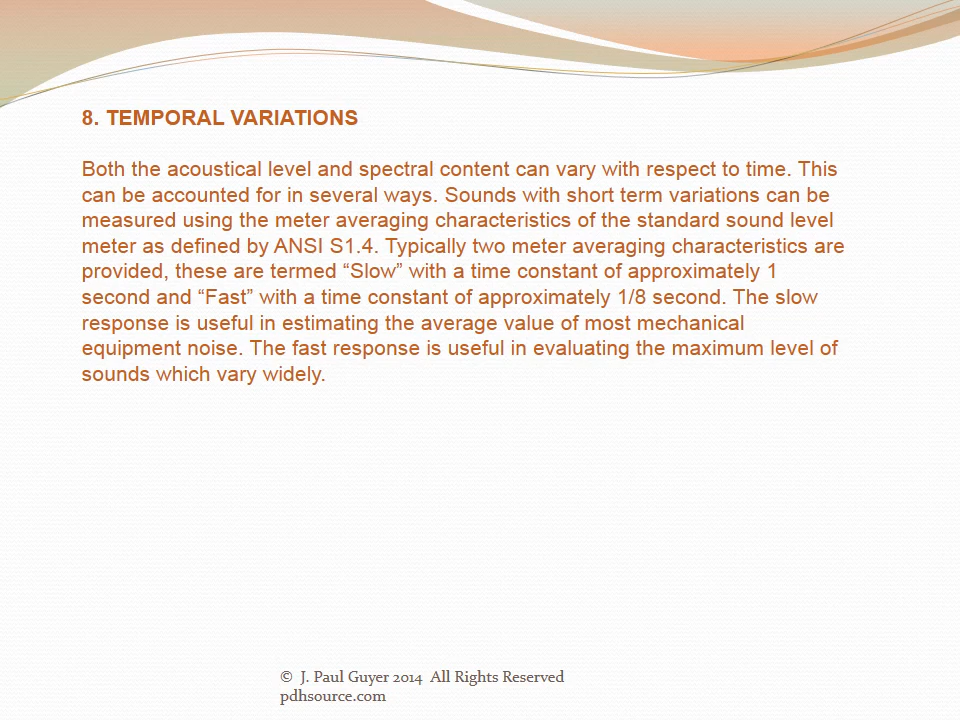 8. TEMPORAL VARIATIONS
Both the acoustical level and spectral content can vary with respect to time. This
can be accounted for in several ways. Sounds with short term variations can be
measured using the meter averaging characteristics of the standard sound level
meter as defined by ANSI S1.4. Typically two meter averaging characteristics are
provided, these are termed “Slow” with a time constant of approximately 1
second and “Fast” with a time constant of approximately 1/8 second. The slow
response is useful in estimating the average value of most mechanical
equipment noise. The fast response is useful in evaluating the maximum level of
sounds which vary widely.
© J. Paul Guyer 2014 All Rights Reserved
pdhsource.com